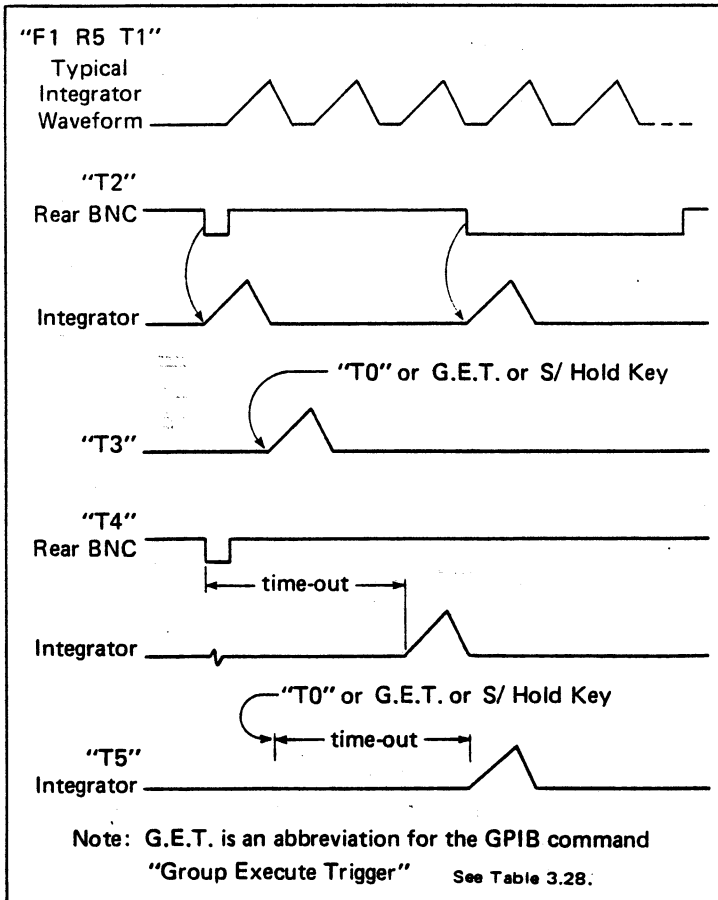 "F1 R5 T1"
Typical
Integrator
Waveform
"T2"
Rear BNC
Integrator
"T0" or G.E.T. or S/Hold Key
"T3"
"T4"
Rear BNC
time-out
Integrator
"T0" or G.E.T. or S/Hold Key
time-out
"T5"
Integrator
Note: G.E.T. is an abbreviation for the GPIB command
"Group Execute Trigger" See Table 3.28.